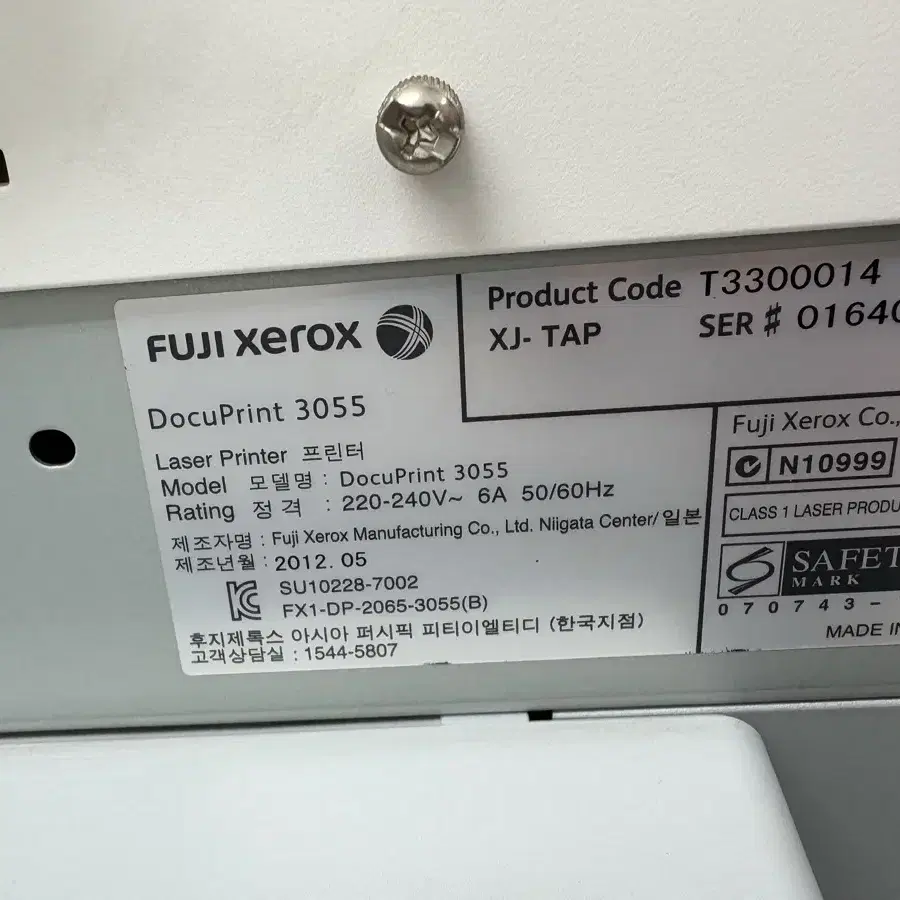 FUJI xerox
DocuPrint 3055
Laser Printer 프린터
Model 모델명 : DocuPrint 3055
Rating 정 격 : 220-240V~ 6A 50/60Hz
제조자명 : Fuji Xerox Manufacturing Co., Ltd. Niigata Center/ 일본
제조년월 : 2012. 05
SU10228-7002
FX1-DP-2065-3055(B)
후지제록스 아시아 퍼시픽 피티이엘티디 (한국지점)
고객상담실 : 1544-5807
Product Code T3300014
XJ- TAP SER # 0164
Fuji Xerox Co.,
N10999
CLASS 1 LASER PRODU
SAFET
MARK
070743-
MADE IN